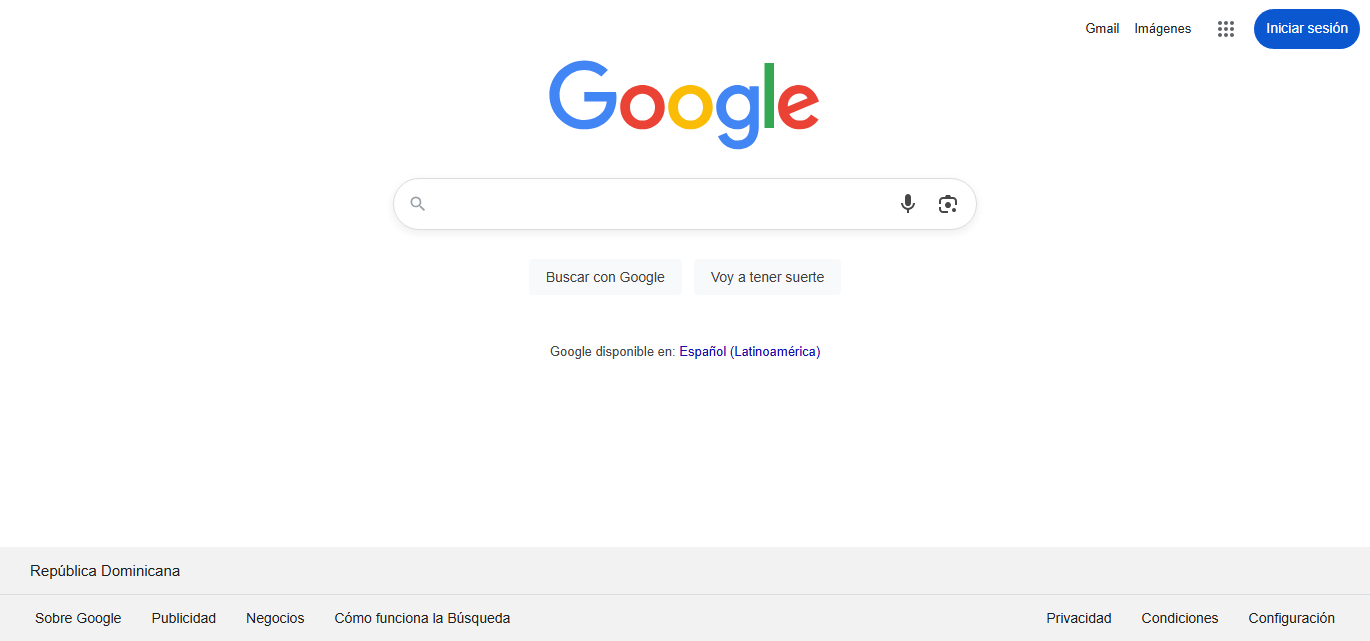 Gmail Imágenes Iniciar sesión
Google
Buscar con Google Voy a tener suerte
Google disponible en: Español (Latinoamérica)
República Dominicana
Sobre Google Publicidad Negocios Cómo funciona la Búsqueda Privacidad Condiciones Configuración